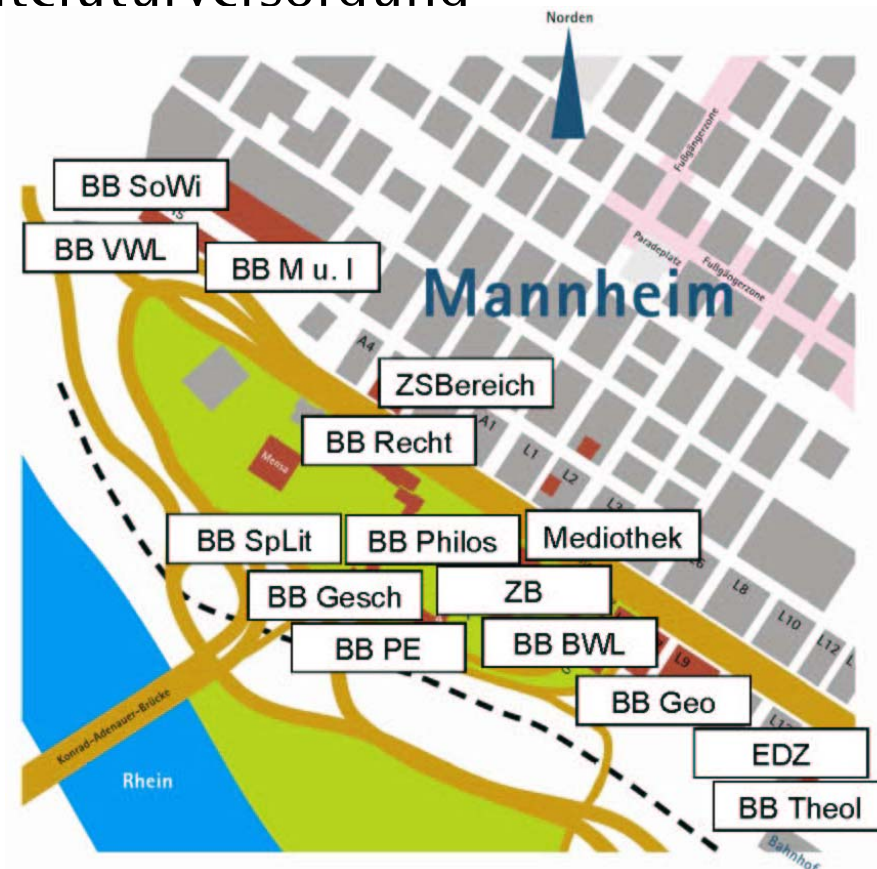 Norden
Fußgängerzone
BB SoWi
BB VWL
BB M u. I
Paradeplatz
Fußgängerzone
Mannheim
A4
ZSBereich
A1
BB Recht
L1
Mensa
L2
BB SpLit
BB Philos
Mediothek
L8
BB Gesch
ZB
L10
BB PE
BB BWL
L12
L9
Konrad-Adenauer-Brücke
BB Geo
EDZ
Rhein
BB Theol
Bahnhof